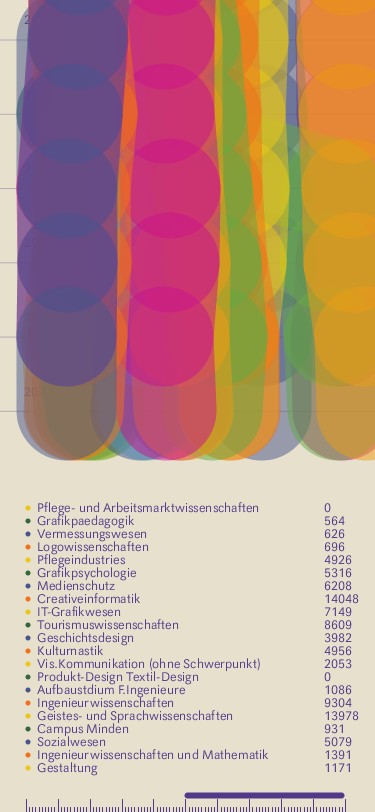 Pflege- und Arbeitsmarktwissenschaften 0
Grafikpaedagogik 564
Vermessungswesen 626
Logowissenschaften 696
Pflegeindustries 4926
Grafikpsychologie 5316
Medienschutz 6208
Creativeinformatik 14048
IT-Grafikwesen 7149
Tourismuswissenschaften 8609
Geschichtsdesign 3982
Kulturnastik 4956
Vis.Kommunikation (ohne Schwerpunkt) 2053
Produkt-Design Textil-Design 0
Aufbaustdium F.Ingenieure 1086
Ingenieurwissenschaften 9304
Geistes- und Sprachwissenschaften 13978
Campus Minden 931
Sozialwesen 5079
Ingenieurwissenschaften und Mathematik 1391
Gestaltung 1171